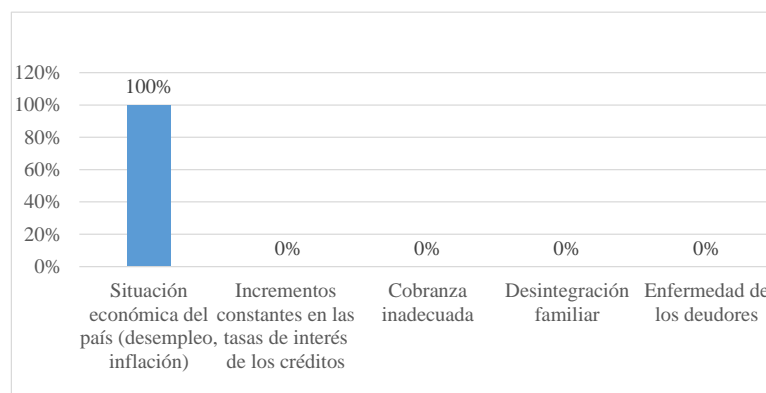 120%
100%
80%
60%
40%
20%
0%
100%
0%
0%
0%
0%
Situación
económica del
país (desempleo,
inflación)
Incrementos
constantes en las
tasas de interés
de los créditos
Cobranza
inadecuada
Desintegración
familiar
Enfermedad de
los deudores